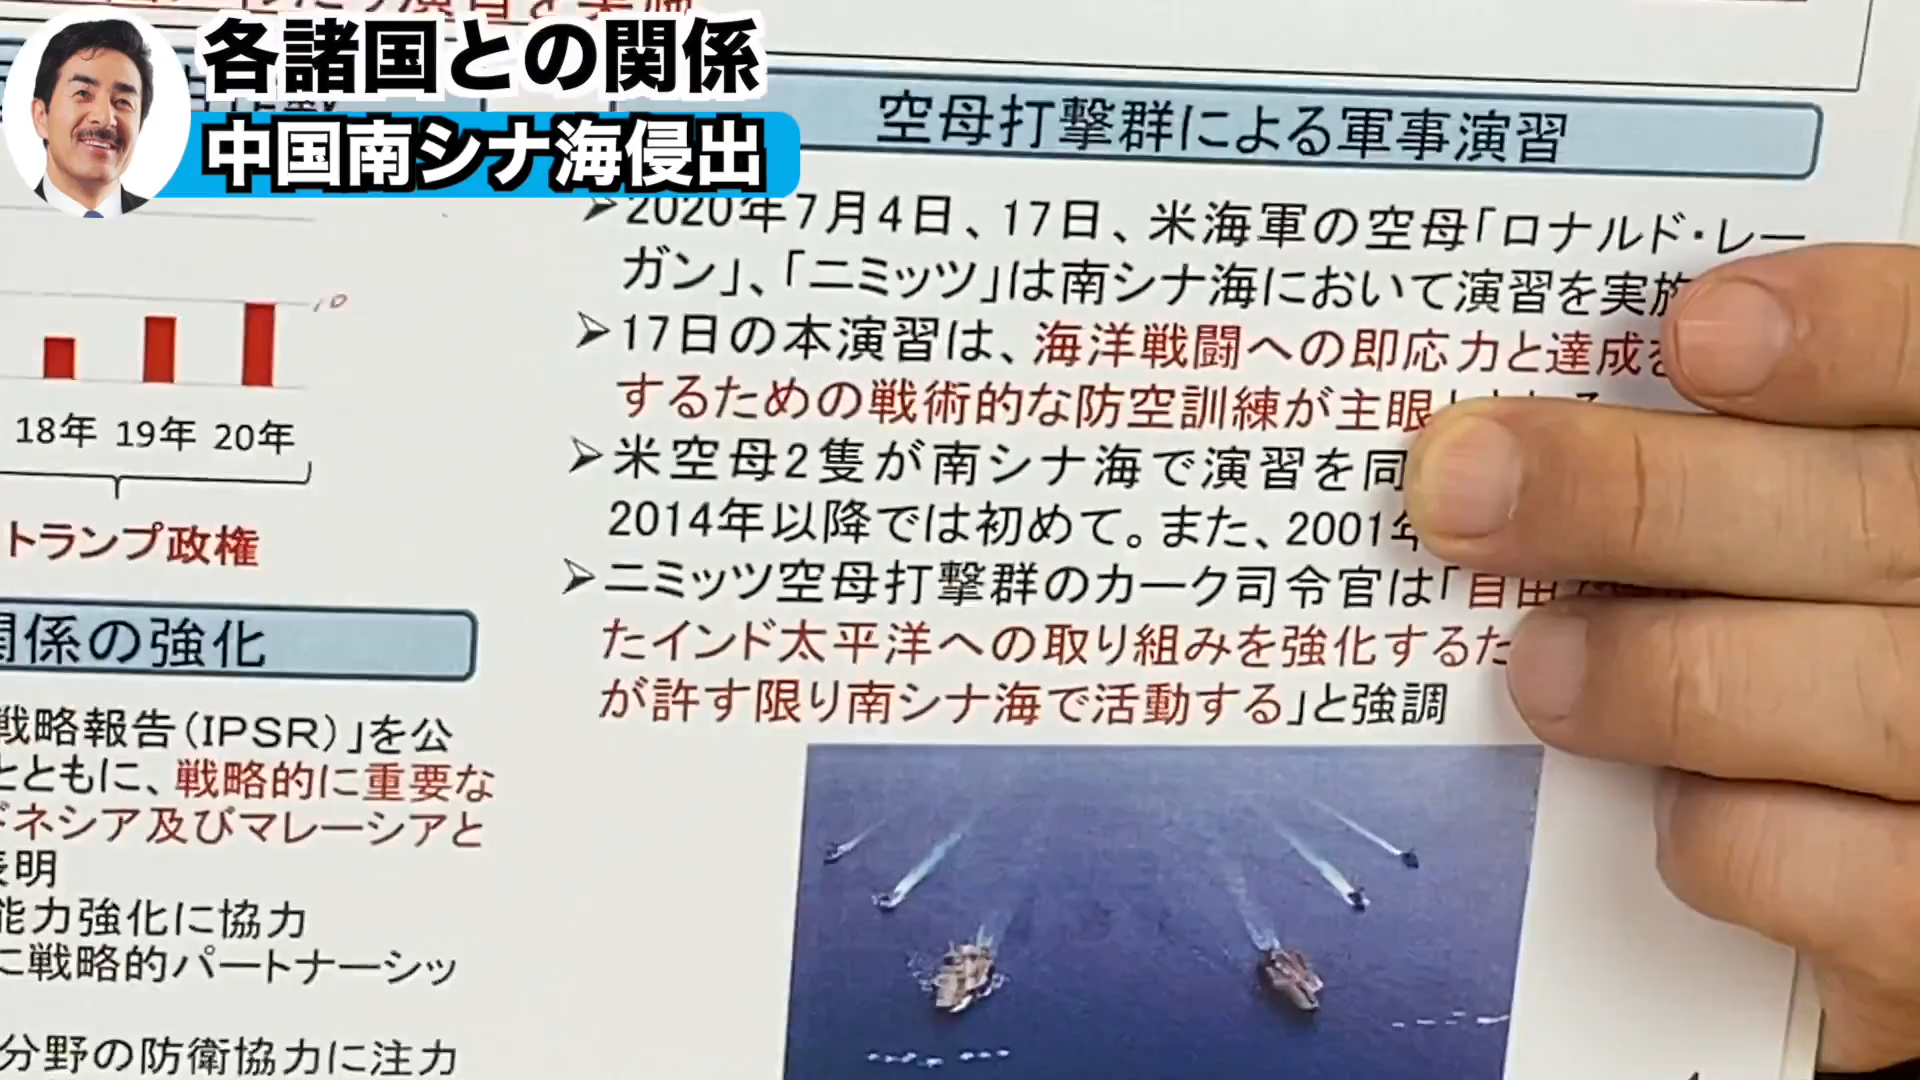 各諸国との関係
中国南シナ海侵出
空母打撃群による軍事演習
➢2020年7月4日、17日、米海軍の空母「ロナルド・レー
ガン」、「ニミッツ」は南シナ海において演習を実施
➢17日の本演習は、海洋戦闘への即応力と達成
するための戦術的な防空訓練が主眼
➢米空母2隻が南シナ海で演習を同
2014年以降では初めて。また、2001年
➢ニミッツ空母打撃群のカーク司令官は「自由
たインド太平洋への取り組みを強化するた
が許す限り南シナ海で活動する」と強調
10
18年 19年 20年
トランプ政権
関係の強化
戦略報告(IPSR)」を公
とともに、戦略的に重要な
ドネシア及びマレーシアと
表明
能力強化に協力
に戦略的パートナーシッ
分野の防衛協力に注力